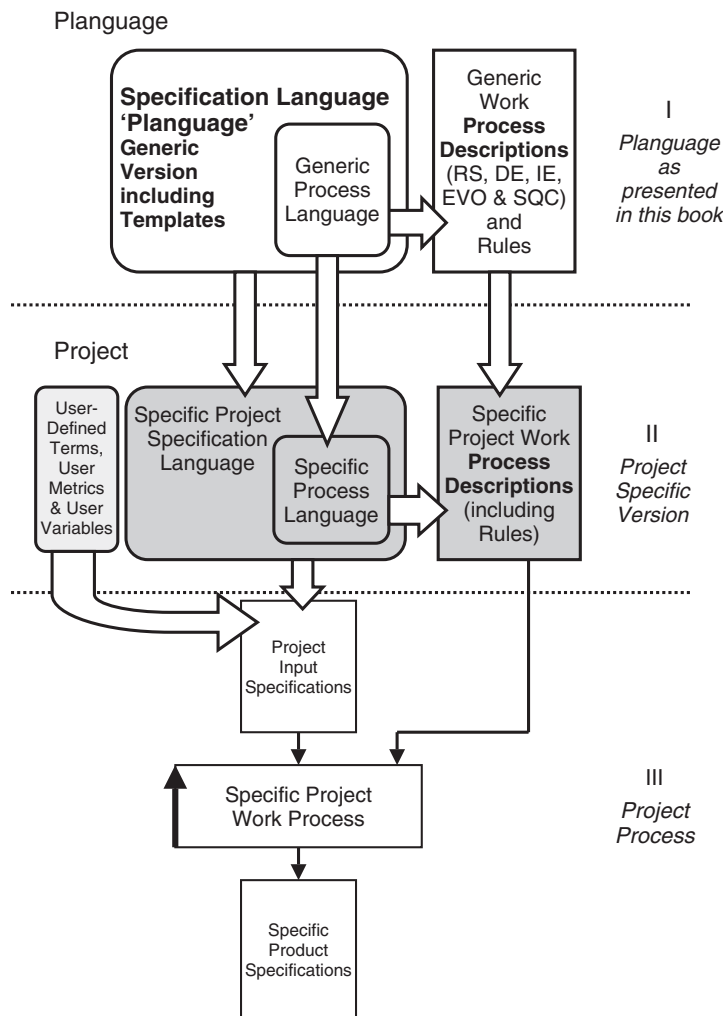 Planguage
Specification Language
'Planguage'
Generic
Version
including
Templates
Generic
Process
Language
Generic
Work
Process
Descriptions
(RS, DE, IE,
EVO & SQC)
and
Rules
I
Planguage
as
presented
in this book
Project
User-
Defined
Terms,
User
Metrics
& User
Variables
Specific Project
Specification
Language
Specific
Process
Language
Specific
Project Work
Process
Descriptions
(including
Rules)
II
Project
Specific
Version
Project
Input
Specifications
Specific Project
Work Process
III
Project
Process
Specific
Product
Specifications